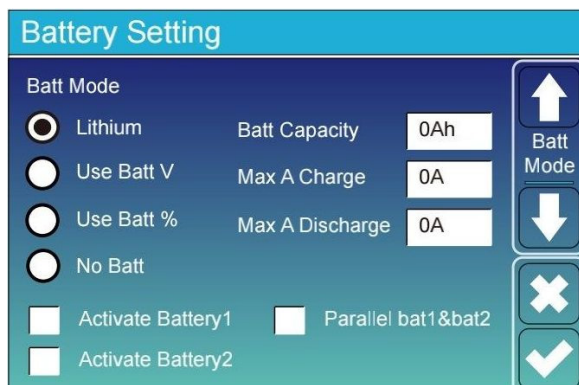 Battery Setting
Batt Mode
Lithium
Batt Capacity
0Ah
Use Batt V
Max A Charge
0A
Use Batt %
Max A Discharge
0A
No Batt
Activate Battery1
Parallel bat1&bat2
Activate Battery2
Batt
Mode